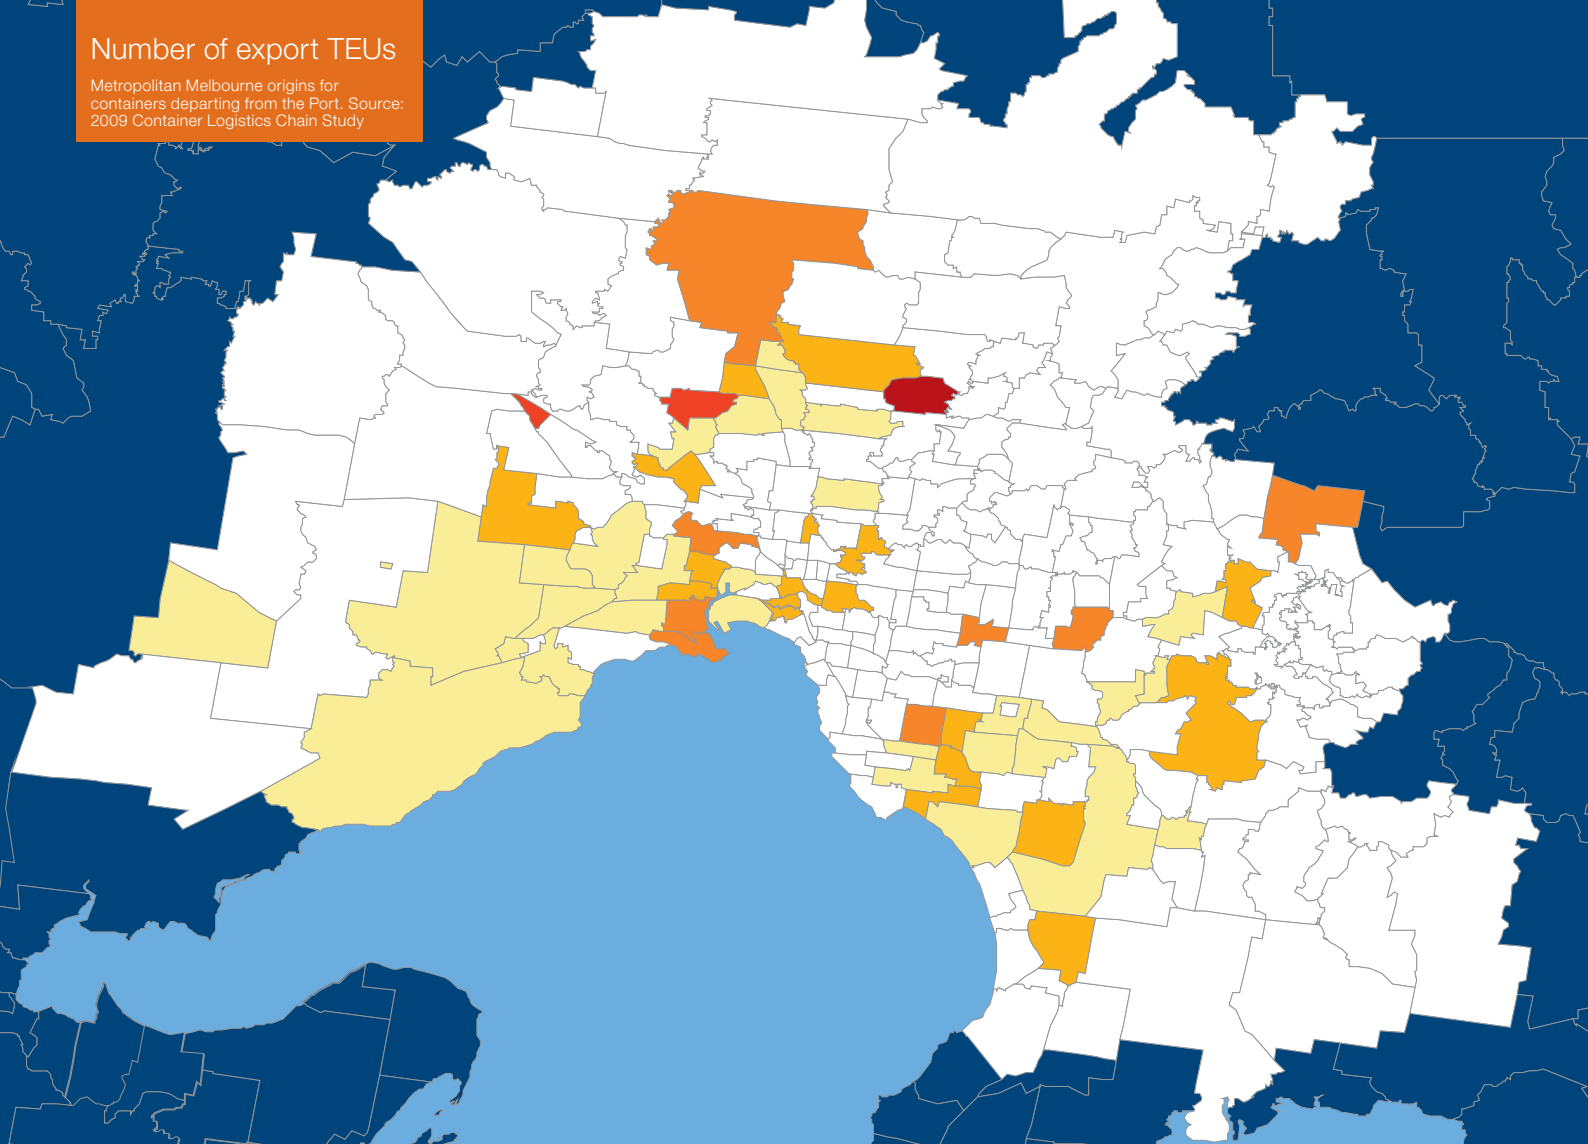 Number of export TEUs
Metropolitan Melbourne origins for
containers departing from the Port. Source:
2009 Container Logistics Chain Study